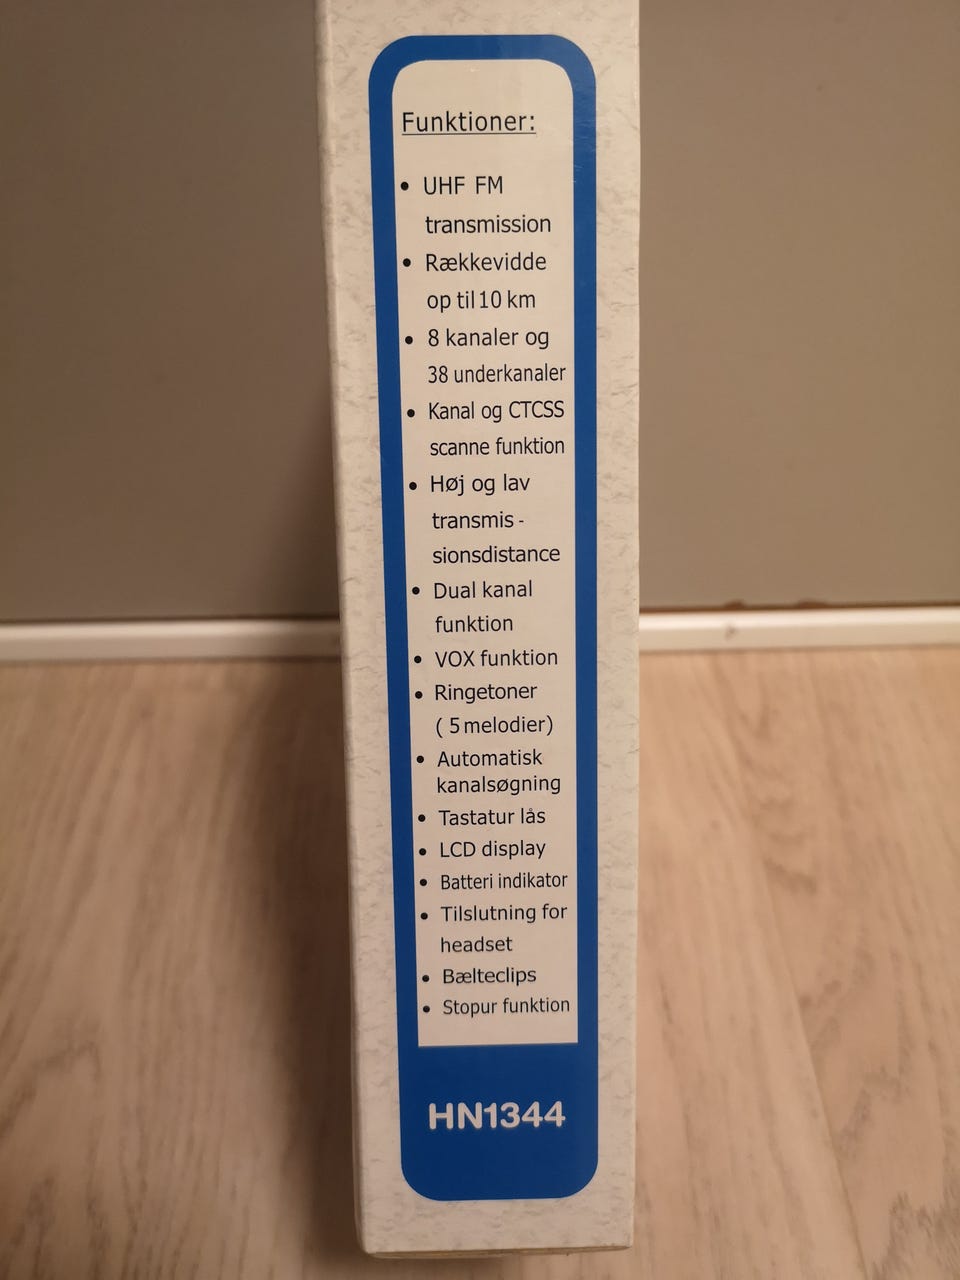 Funktioner:
• UHF FM
transmission
• Rækkevidde
op til 10 km
• 8 kanaler og
38 underkanaler
• Kanal og CTCSS
scanne funktion
• Høj og lav
transmis -
sionsdistance
• Dual kanal
funktion
• VOX funktion
• Ringetoner
( 5 melodier)
• Automatisk
kanalsøgning
• Tastatur lås
• LCD display
• Batteri indikator
• Tilslutning for
headset
• Bælteclips
• Stopur funktion
HN1344